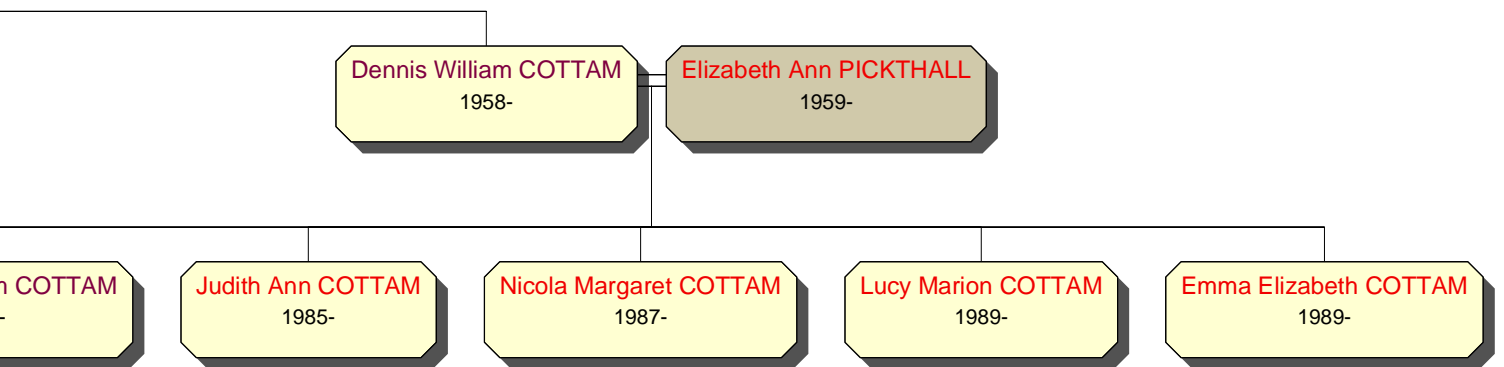 Dennis William COTTAM
1958-
Elizabeth Ann PICKTHALL
1959-
COTTAM
-
Judith Ann COTTAM
1985-
Nicola Margaret COTTAM
1987-
Lucy Marion COTTAM
1989-
Emma Elizabeth COTTAM
1989-